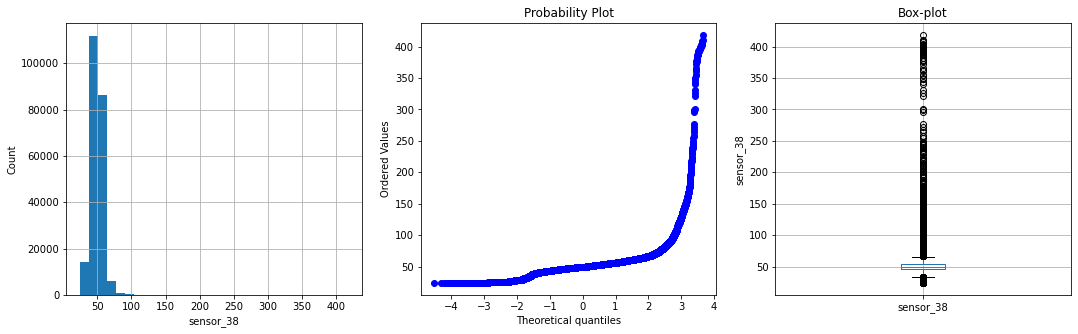 Probability Plot
Box-plot
100000
80000
60000
40000
20000
0
Count
50 100 150 200 250 300 350 400
sensor_38
400
350
300
250
200
150
100
50
Ordered Values
−4 −3 −2 −1 0 1 2 3 4
Theoretical quantiles
400
350
300
250
200
150
100
50
sensor_38
sensor_38